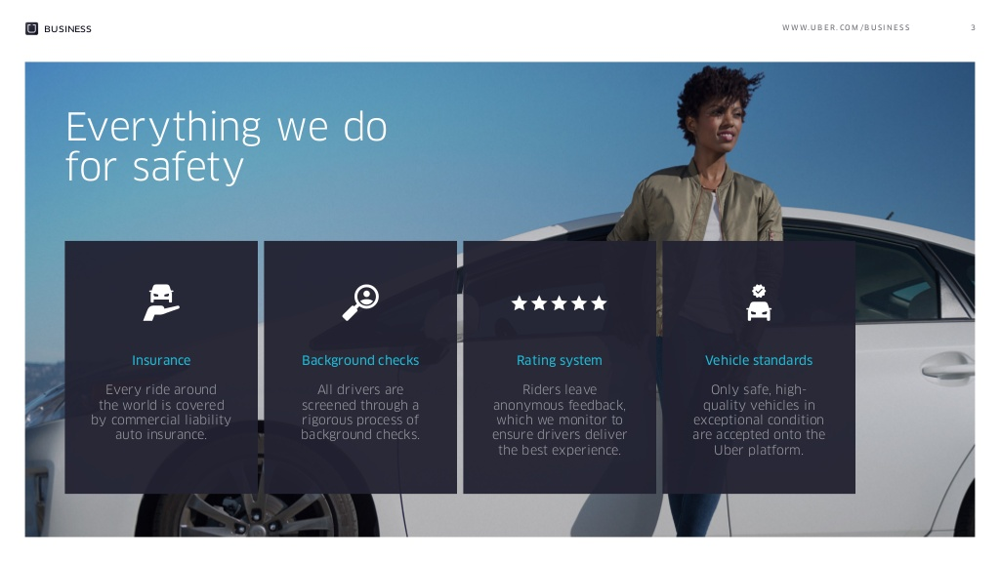 BUSINESS
WWW.UBER.COM/BUSINESS
3
Everything we do
for safety
Insurance
Every ride around
the world is covered
by commercial liability
auto insurance.
Background checks
All drivers are
screened through a
rigorous process of
background checks.
Rating system
Riders leave
anonymous feedback,
which we monitor to
ensure drivers deliver
the best experience.
Vehicle standards
Only safe, high-
quality vehicles in
exceptional condition
are accepted onto the
Uber platform.